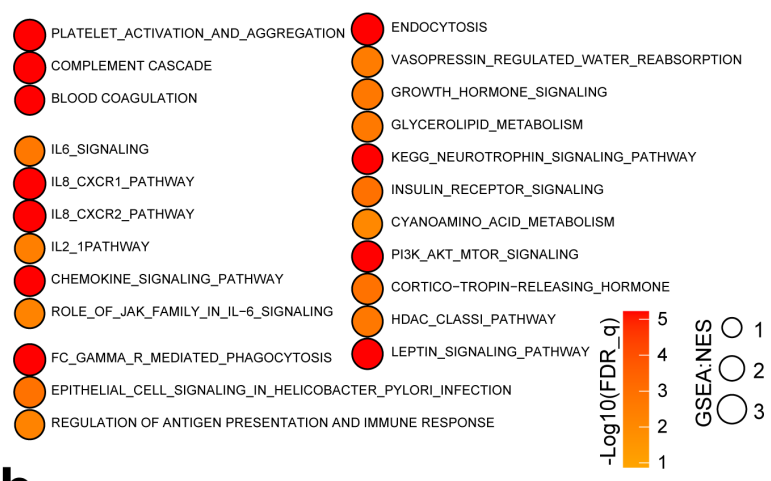 PLATELET_ACTIVATION_AND_AGGREGATION
COMPLEMENT CASCADE
BLOOD COAGULATION
IL6_SIGNALING
IL8_CXCR1_PATHWAY
IL8_CXCR2_PATHWAY
IL2_1PATHWAY
CHEMOKINE_SIGNALING_PATHWAY
ROLE_OF_JAK_FAMILY_IN_IL−6_SIGNALING
FC_GAMMA_R_MEDIATED_PHAGOCYTOSIS
EPITHELIAL_CELL_SIGNALING_IN_HELICOBACTER_PYLORI_INFECTION
REGULATION OF ANTIGEN PRESENTATION AND IMMUNE RESPONSE
ENDOCYTOSIS
VASOPRESSIN_REGULATED_WATER_REABSORPTION
GROWTH_HORMONE_SIGNALING
GLYCEROLIPID_METABOLISM
KEGG_NEUROTROPHIN_SIGNALING_PATHWAY
INSULIN_RECEPTOR_SIGNALING
CYANOAMINO_ACID_METABOLISM
PI3K_AKT_MTOR_SIGNALING
CORTICO−TROPIN−RELEASING_HORMONE
HDAC_CLASSI_PATHWAY
LEPTIN_SIGNALING_PATHWAY
-Log10(FDR_q)
5
4
3
2
1
GSEA:NES
1
2
3